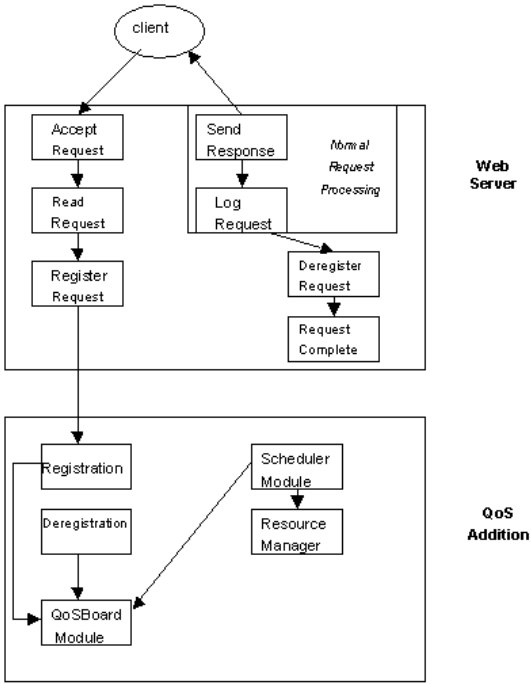 client
Accept
Request
Read
Request
Register
Request
Send
Response
Log
Request
Normal
Request
Processing
Deregister
Request
Request
Complete
Web
Server
Registration
Deregistration
QoSBoard
Module
Scheduler
Module
Resource
Manager
QoS
Addition